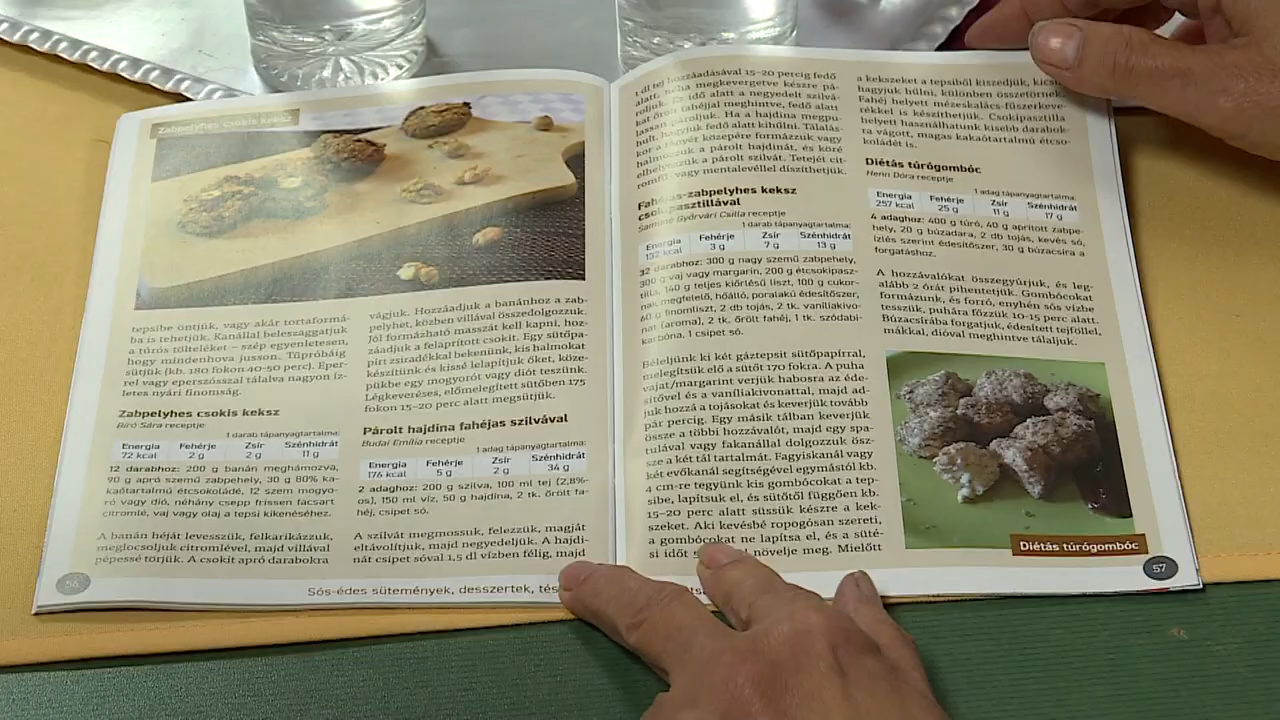 Zabpelyhes csokis keksz
tepsibe öntjük, vagy akár tortaformá-
ba is tehetjük. Kanállal beleszaggatjuk
a túrós tölteléket – szép egyenletesen,
hogy mindenhova jusson. Tűpróbáig
sütjük (kb. 180 fokon 40-50 perc). Eper-
rel vagy eperszósszal tálalva nagyon íz-
letes nyári finomság.
Zabpelyhes csokis keksz
Bíró Sára receptje
1 darab tápanyagtartalma:
Energia Fehérje Zsír Szénhidrát
72 kcal 2 g 2 g 11 g
12 darabhoz: 200 g banán meghámozva,
90 g apró szemű zabpehely, 30 g 80% ka-
kaótartalmú étcsokoládé, 12 szem mogyo-
ró vagy dió, néhány csepp frissen facsart
citromlé, vaj vagy olaj a tepsi kikenéséhez.
A banán héját levesszük, felkarikázzuk,
meglocsoljuk citromlével, majd villával
pépessé törjük. A csokit apró darabokra
vágjuk. Hozzáadjuk a banánhoz a zab-
pelyhet, közben villával összedolgozzuk.
Jól formázható masszát kell kapni, hoz-
záadjuk a felaprított csokit. Egy sütőpa-
pírt zsiradékkal bekenünk, kis halmokat
készítünk és kissé lelapítjuk őket, köze-
pükbe egy mogyorót vagy diót teszünk.
Légkeveréses, előmelegített sütőben 175
fokon 15–20 perc alatt megsütjük.
Párolt hajdina fahéjas szilvával
Budai Emília receptje
1 adag tápanyagtartalma:
Energia Fehérje Zsír Szénhidrát
176 kcal 5 g 2 g 34 g
2 adaghoz: 200 g szilva, 100 ml tej (2,8%-
os), 150 ml víz, 50 g hajdina, 2 tk. őrölt fa-
héj, csipet só.
A szilvát megmossuk, felezzük, magját
eltávolítjuk, majd negyedeljük. A hajdi-
nát csipet sóval 1,5 dl vízben félig, majd
56
Sós-édes sütemények, desszertek,
1 dl tej hozzáadásával 15–20 percig fedő
alatt, néha megkevergetve készre pá-
roljuk. Ez idő alatt a negyedelt szilvá-
kat őrölt fahéjjal meghintve, fedő alatt
lassan pároljuk. Ha a hajdina megpu-
hult, hagyjuk fedő alatt kihűlni. Tálalás-
kor a tányér közepére formázzuk vagy
halmozzuk a párolt hajdinát, és köré
elhelyezzük a párolt szilvát. Tetejét cit-
romfű- vagy mentalevéllel díszíthetjük.
Fahéjas-zabpelyhes keksz
csokipasztillával
Samuné Győrvári Csilla receptje
1 darab tápanyagtartalma:
Energia Fehérje Zsír Szénhidrát
132 kcal 3 g 7 g 13 g
32 darabhoz: 300 g nagy szemű zabpehely,
300 g vaj vagy margarin, 200 g étcsokipasz-
tilla, 140 g teljes kiőrlésű liszt, 100 g cukor-
nak megfelelő, hőálló, poralakú édesítőszer,
60 g finomliszt, 2 db tojás, 2 tk. vaníliakivo-
nat (aroma), 2 tk. őrölt fahéj, 1 tk. szódabi-
karbóna, 1 csipet só.
Béleljünk ki két gáztepsit sütőpapírral,
melegítsük elő a sütőt 170 fokra. A puha
vajat/margarint verjük habosra az éde-
sítővel és a vaníliakivonattal, majd ad-
juk hozzá a tojásokat és keverjük tovább
pár percig. Egy másik tálban keverjük
össze a többi hozzávalót, majd egy spa-
tulával vagy fakanállal dolgozzuk ösz-
sze a két tál tartalmát. Fagyiskanál vagy
két evőkanál segítségével egymástól kb.
4 cm-re tegyünk kis gombócokat a tep-
sibe, lapítsuk el, és sütőtől függően kb.
15–20 perc alatt süssük készre a kek-
szeket. Aki kevésbé ropogósan szereti,
a gombócokat ne lapítsa el, és a süté-
si időt növelje meg. Mielőtt
a kekszeket a tepsiből kiszedjük,
hagyjuk hűlni, különben összetörnek.
Fahéj helyett mézeskalács-fűszerkeve-
rékkel is készíthetjük. Csokipasztilla
helyett használhatunk kisebb darabok-
ra vágott, magas kakaótartalmú étcso-
koládét is.
Diétás túrógombóc
Henn Dóra receptje
1 adag tápanyagtartalma:
Energia Fehérje Zsír Szénhidrát
257 kcal 25 g 11 g 17 g
4 adaghoz: 400 g túró, 40 g aprított zabpe-
hely, 20 g búzadara, 2 db tojás, kevés só,
ízlés szerint édesítőszer, 30 g búzacsíra a
forgatáshoz.
A hozzávalókat összegyúrjuk, és leg-
alább 2 órát pihentetjük. Gombócokat
formázunk, és forró, enyhén sós vízbe
tesszük, puhára főzzük 10-15 perc alatt.
Búzacsírába forgatjuk, édesített tejföllel,
mákkal, dióval meghintve tálaljuk.
Diétás túrógombóc
57